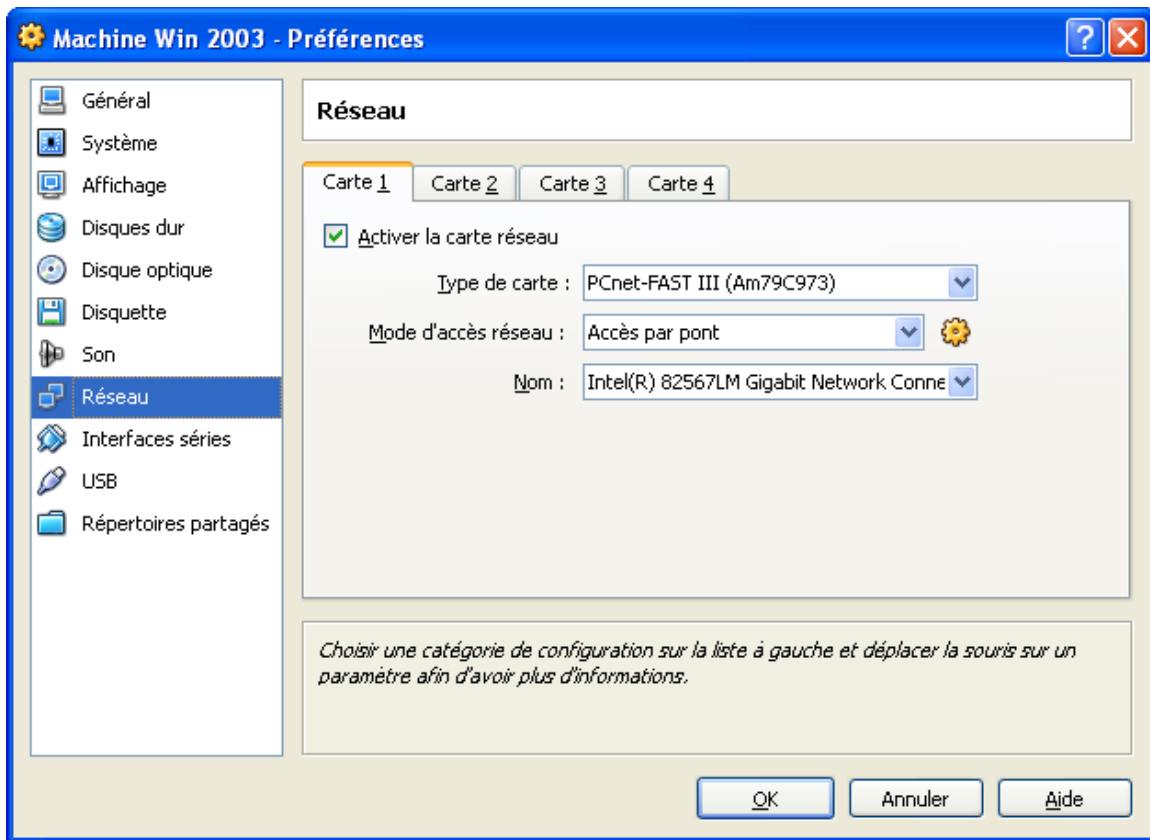 Machine Win 2003 - Préférences
Général
Système
Affichage
Disques dur
Disque optique
Disquette
Son
Réseau
Interfaces séries
USB
Répertoires partagés
Réseau
Carte 1 Carte 2 Carte 3 Carte 4
Activer la carte réseau
Type de carte : PCnet-FAST III (Am79C973)
Mode d'accès réseau : Accès par pont
Nom : Intel(R) 82567LM Gigabit Network Conne
Choisir une catégorie de configuration sur la liste à gauche et déplacer la souris sur un
paramètre afin d'avoir plus d'informations.
OK Annuler Aide